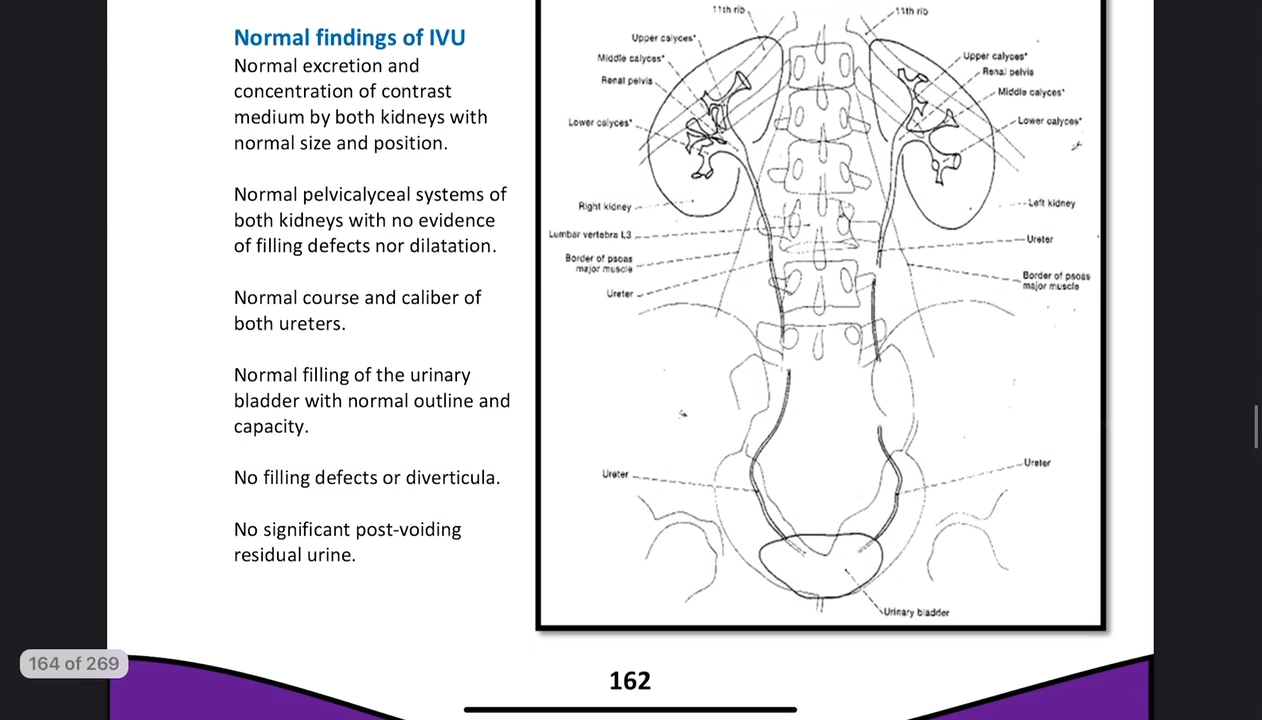 Normal findings of IVU
Normal excretion and
concentration of contrast
medium by both kidneys with
normal size and position.
Normal pelvicalyceal systems of
both kidneys with no evidence
of filling defects nor dilatation.
Normal course and caliber of
both ureters.
Normal filling of the urinary
bladder with normal outline and
capacity.
No filling defects or diverticula.
No significant post-voiding
residual urine.
11th rib
Upper calyces*
Middle calyces*
Renal pelvis
Lower calyces*
Right kidney
Lumbar vertebra L3
Border of psoas
major muscle
Ureter
Ureter
11th rib
Upper calyces*
Renal pelvis
Middle calyces*
Lower calyces*
Left kidney
Ureter
Border of psoas
major muscle
Ureter
Urinary bladder
164 of 269
162